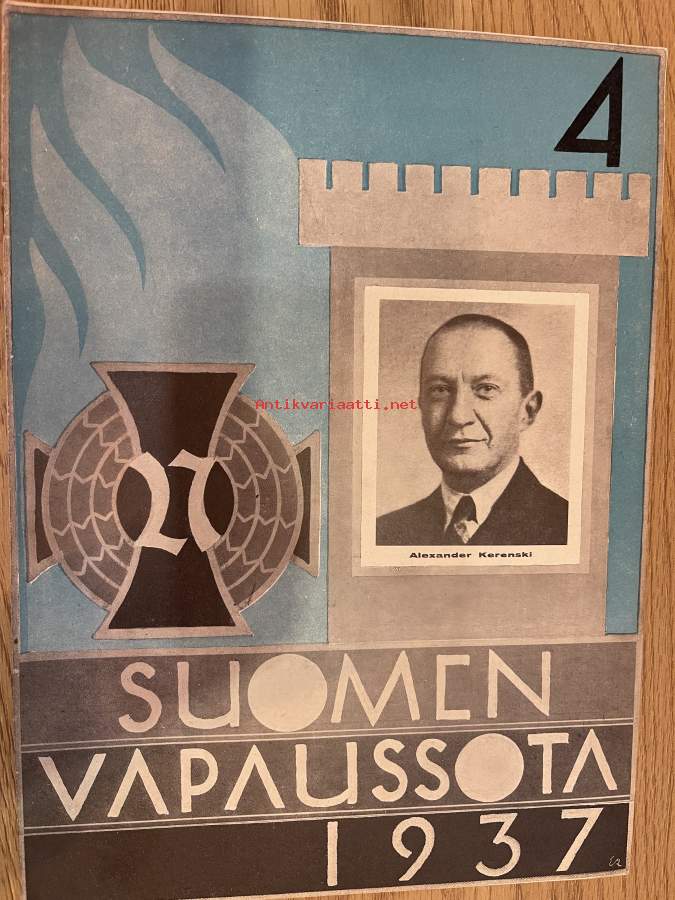 4
Antikvariaatti.net
Alexander Kerenski
SUOMEN
VAPAUSSOTA
1937